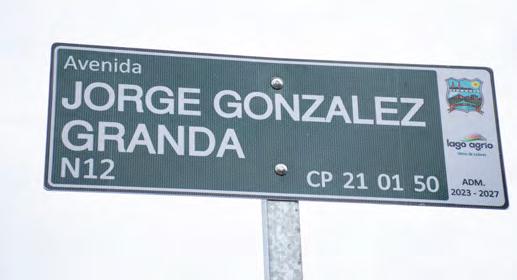 Avenida
JORGE GONZALEZ
GRANDA
N12
CP 21 01 50
lago agrio
ADM.
2023 - 2027